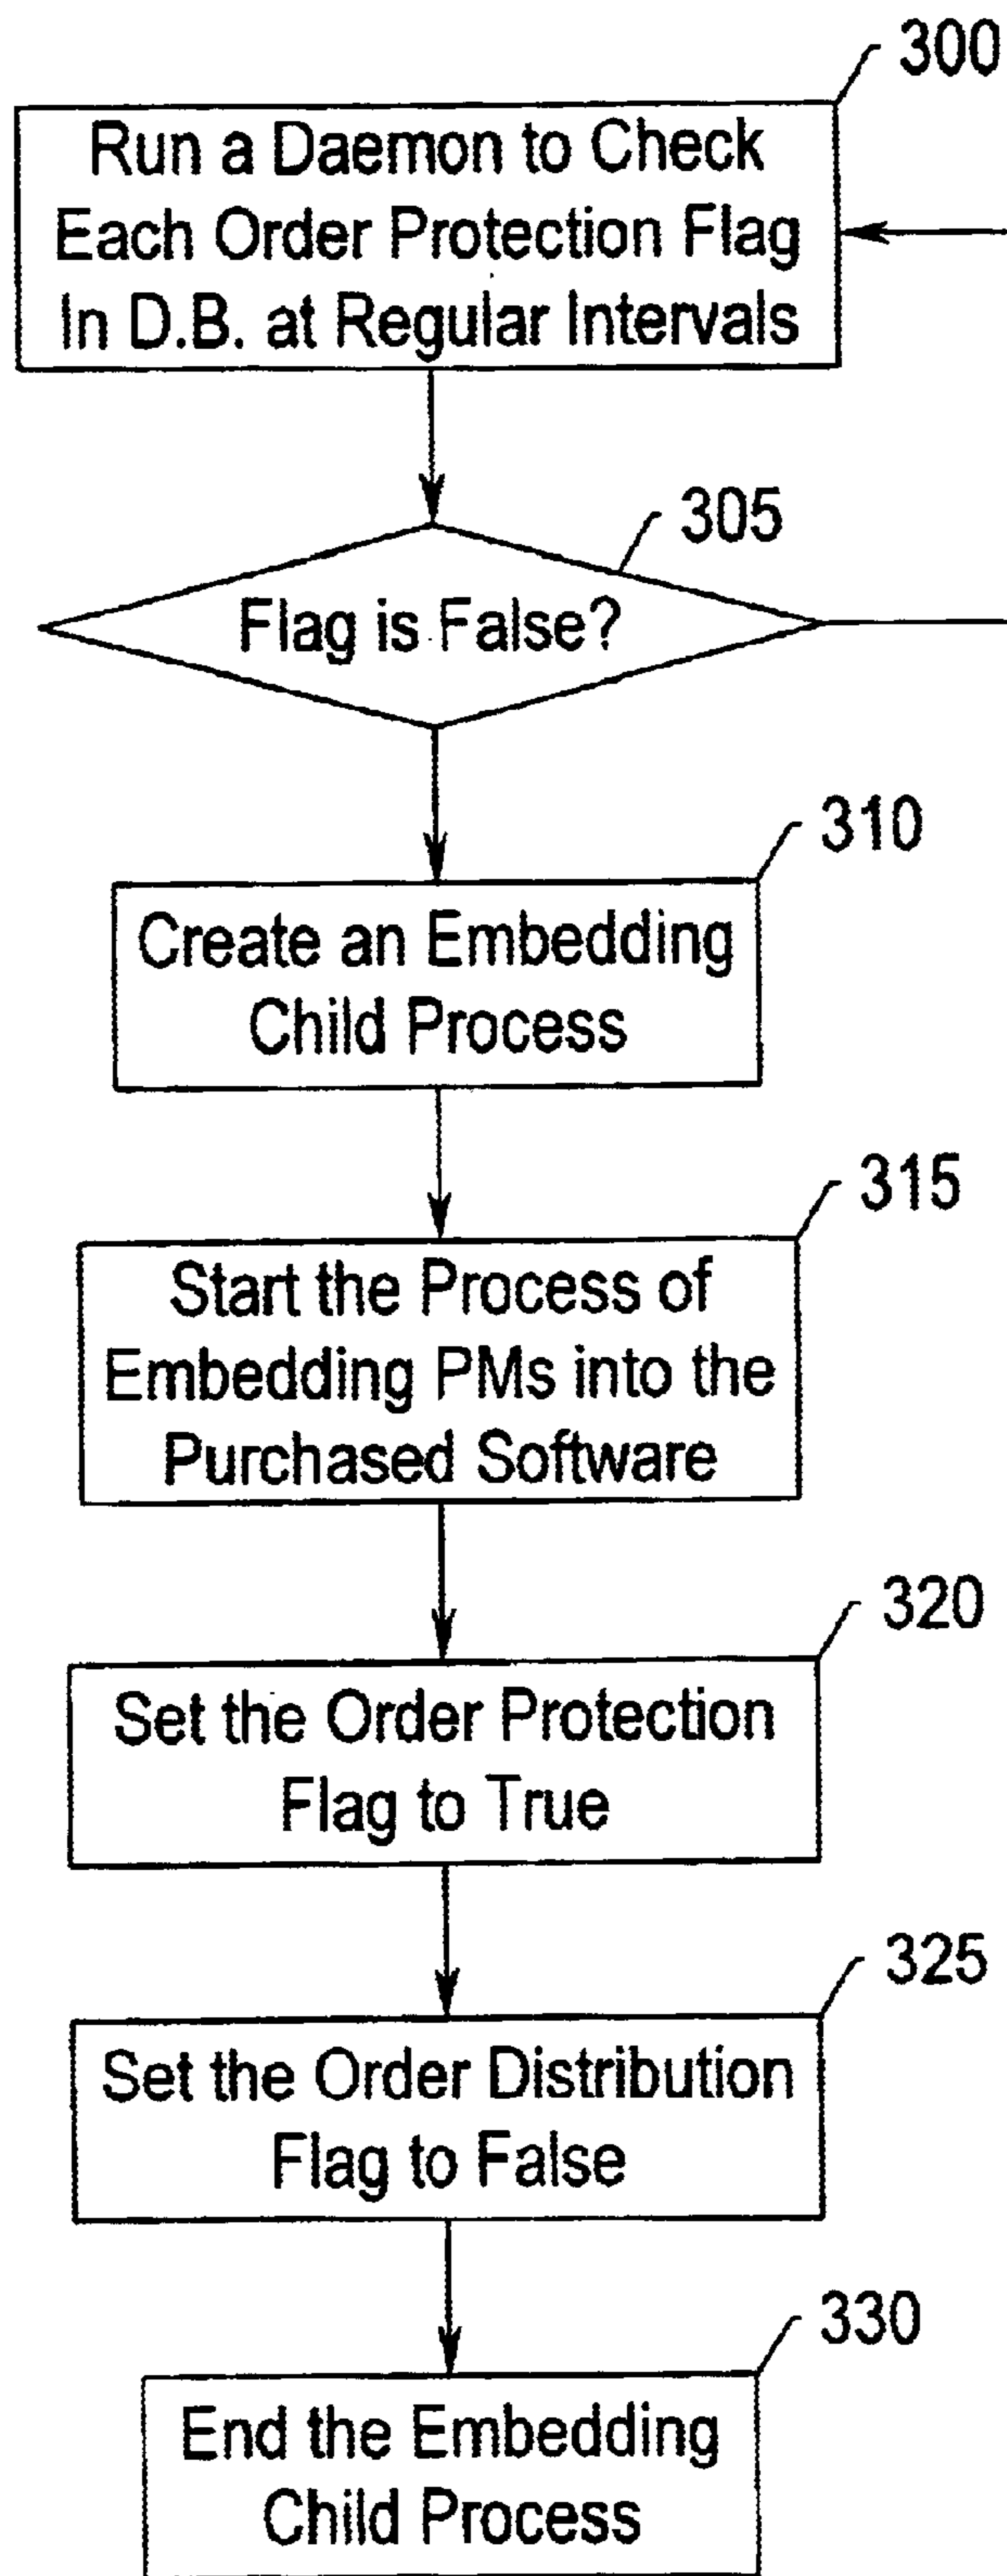 300
Run a Daemon to Check
Each Order Protection Flag
In D.B. at Regular Intervals
305
Flag is False?
310
Create an Embedding
Child Process
315
Start the Process of
Embedding PMs into the
Purchased Software
320
Set the Order Protection
Flag to True
325
Set the Order Distribution
Flag to False
330
End the Embedding
Child Process